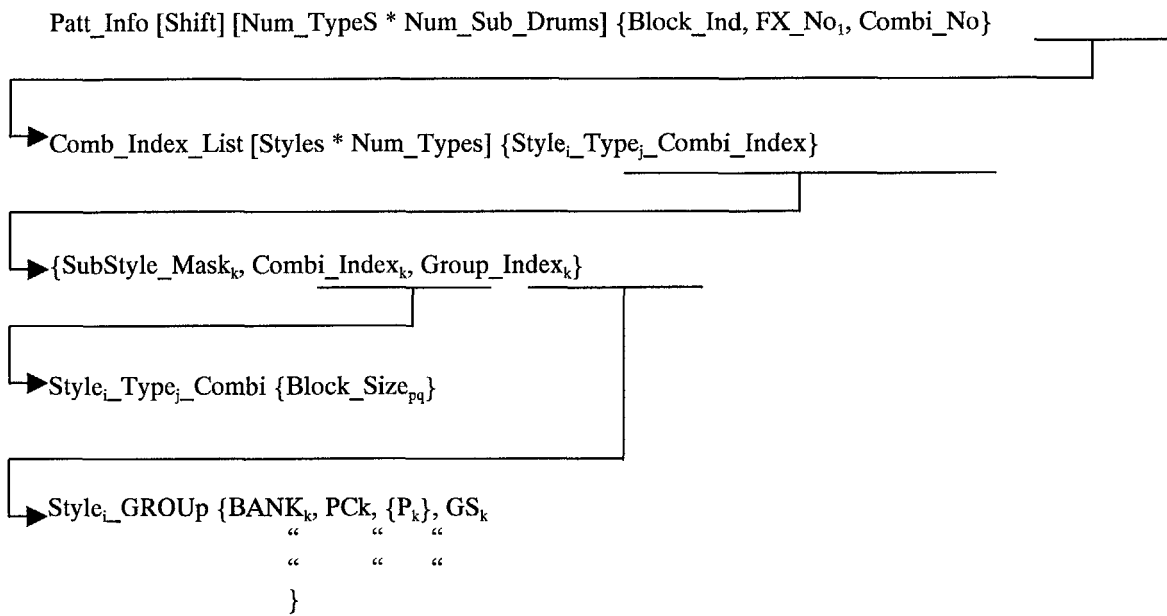 Patt_Info [Shift] [Num_TypeS * Num_Sub_Drums] {Block_Ind, FX_No₁, Combi_No}
Comb_Index_List [Styles * Num_Types] {Styleᵢ_Typeⱼ_Combi_Index}
{SubStyle_Maskₖ, Combi_Indexₖ, Group_Indexₖ}
Styleᵢ_Typeⱼ_Combi {Block_Size_pq}
Styleᵢ_GROUp {BANKₖ, PCk, {Pₖ}, GSₖ
“ “ “
“ “ “
}